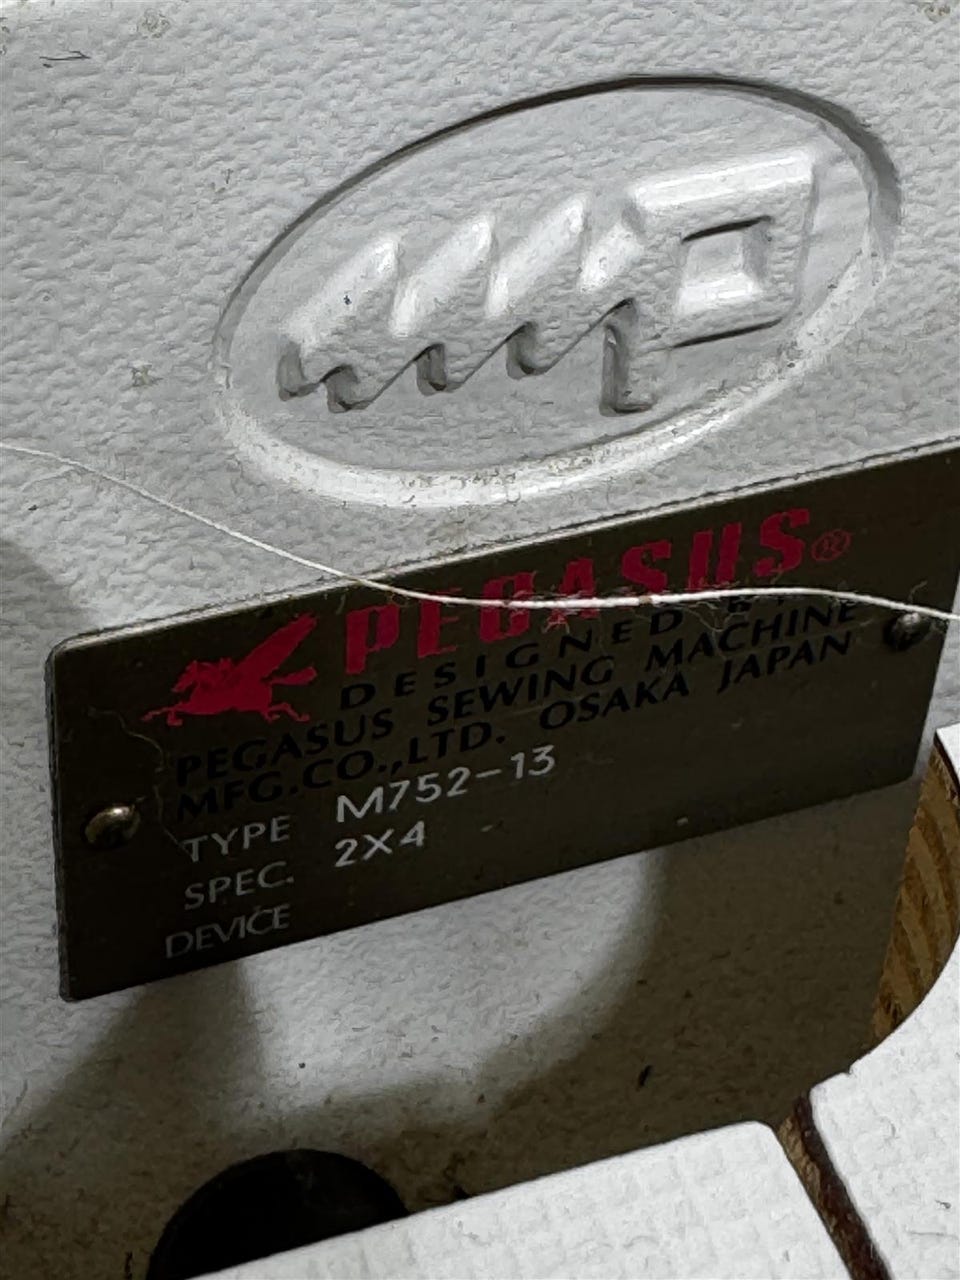 PEGASUS®
DESIGNED BY
PEGASUS SEWING MACHINE
MFG.CO.,LTD. OSAKA JAPAN
TYPE M752-13
SPEC. 2X4
DEVICE